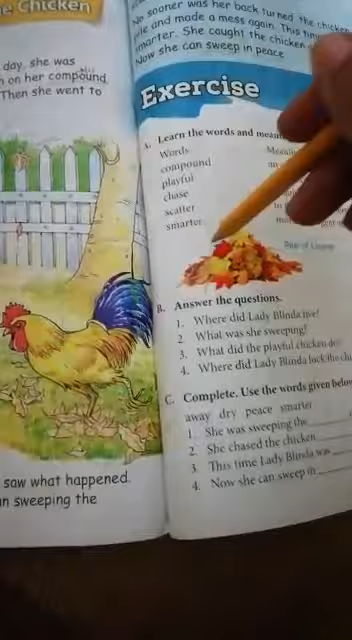 e Chicken
day, she was
on her compound.
Then she went to
saw what happened.
n sweeping the
o sooner was her back turned the chicken
and made a mess again. This time
marter. She caught the chicken
Now she can sweep in peace
Exercise
A. Learn the words and mean
Words
compound
playful
chase
scatter
smarter
B. Answer the questions.
1. Where did Lady Blinda live?
2. What was she sweeping?
3. What did the playful chicken do?
4. Where did Lady Blinda lock the ch
C. Complete. Use the words given below
away dry peace smarter
1. She was sweeping the
2. She chased the chicken
3. This time Lady Blinda was
4. Now she can sweep in